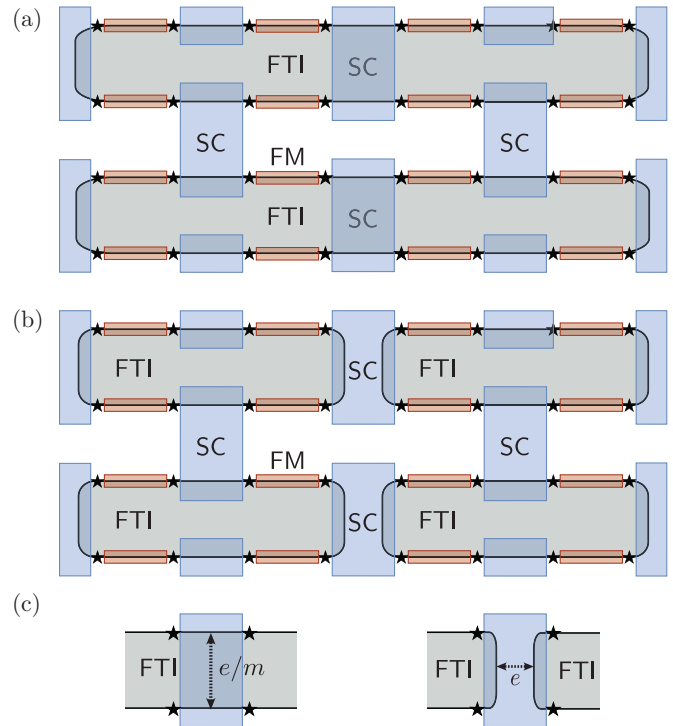 (a)
FTI SC
SC FM SC
FTI SC
(b)
FTI SC FTI
SC FM SC
FTI SC FTI
(c)
FTI e/m FTI e FTI